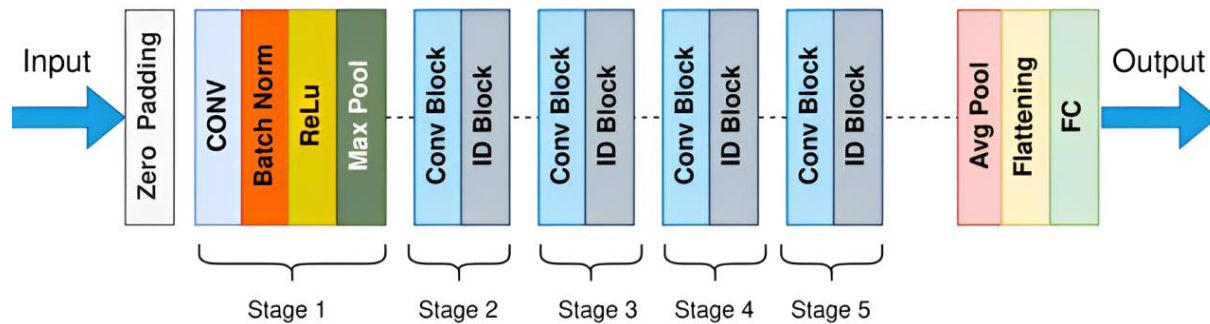 Input
Zero Padding
CONV
Batch Norm
ReLu
Max Pool
Conv Block
ID Block
Conv Block
ID Block
Conv Block
ID Block
Conv Block
ID Block
Avg Pool
Flattening
FC
Output
Stage 1
Stage 2
Stage 3
Stage 4
Stage 5